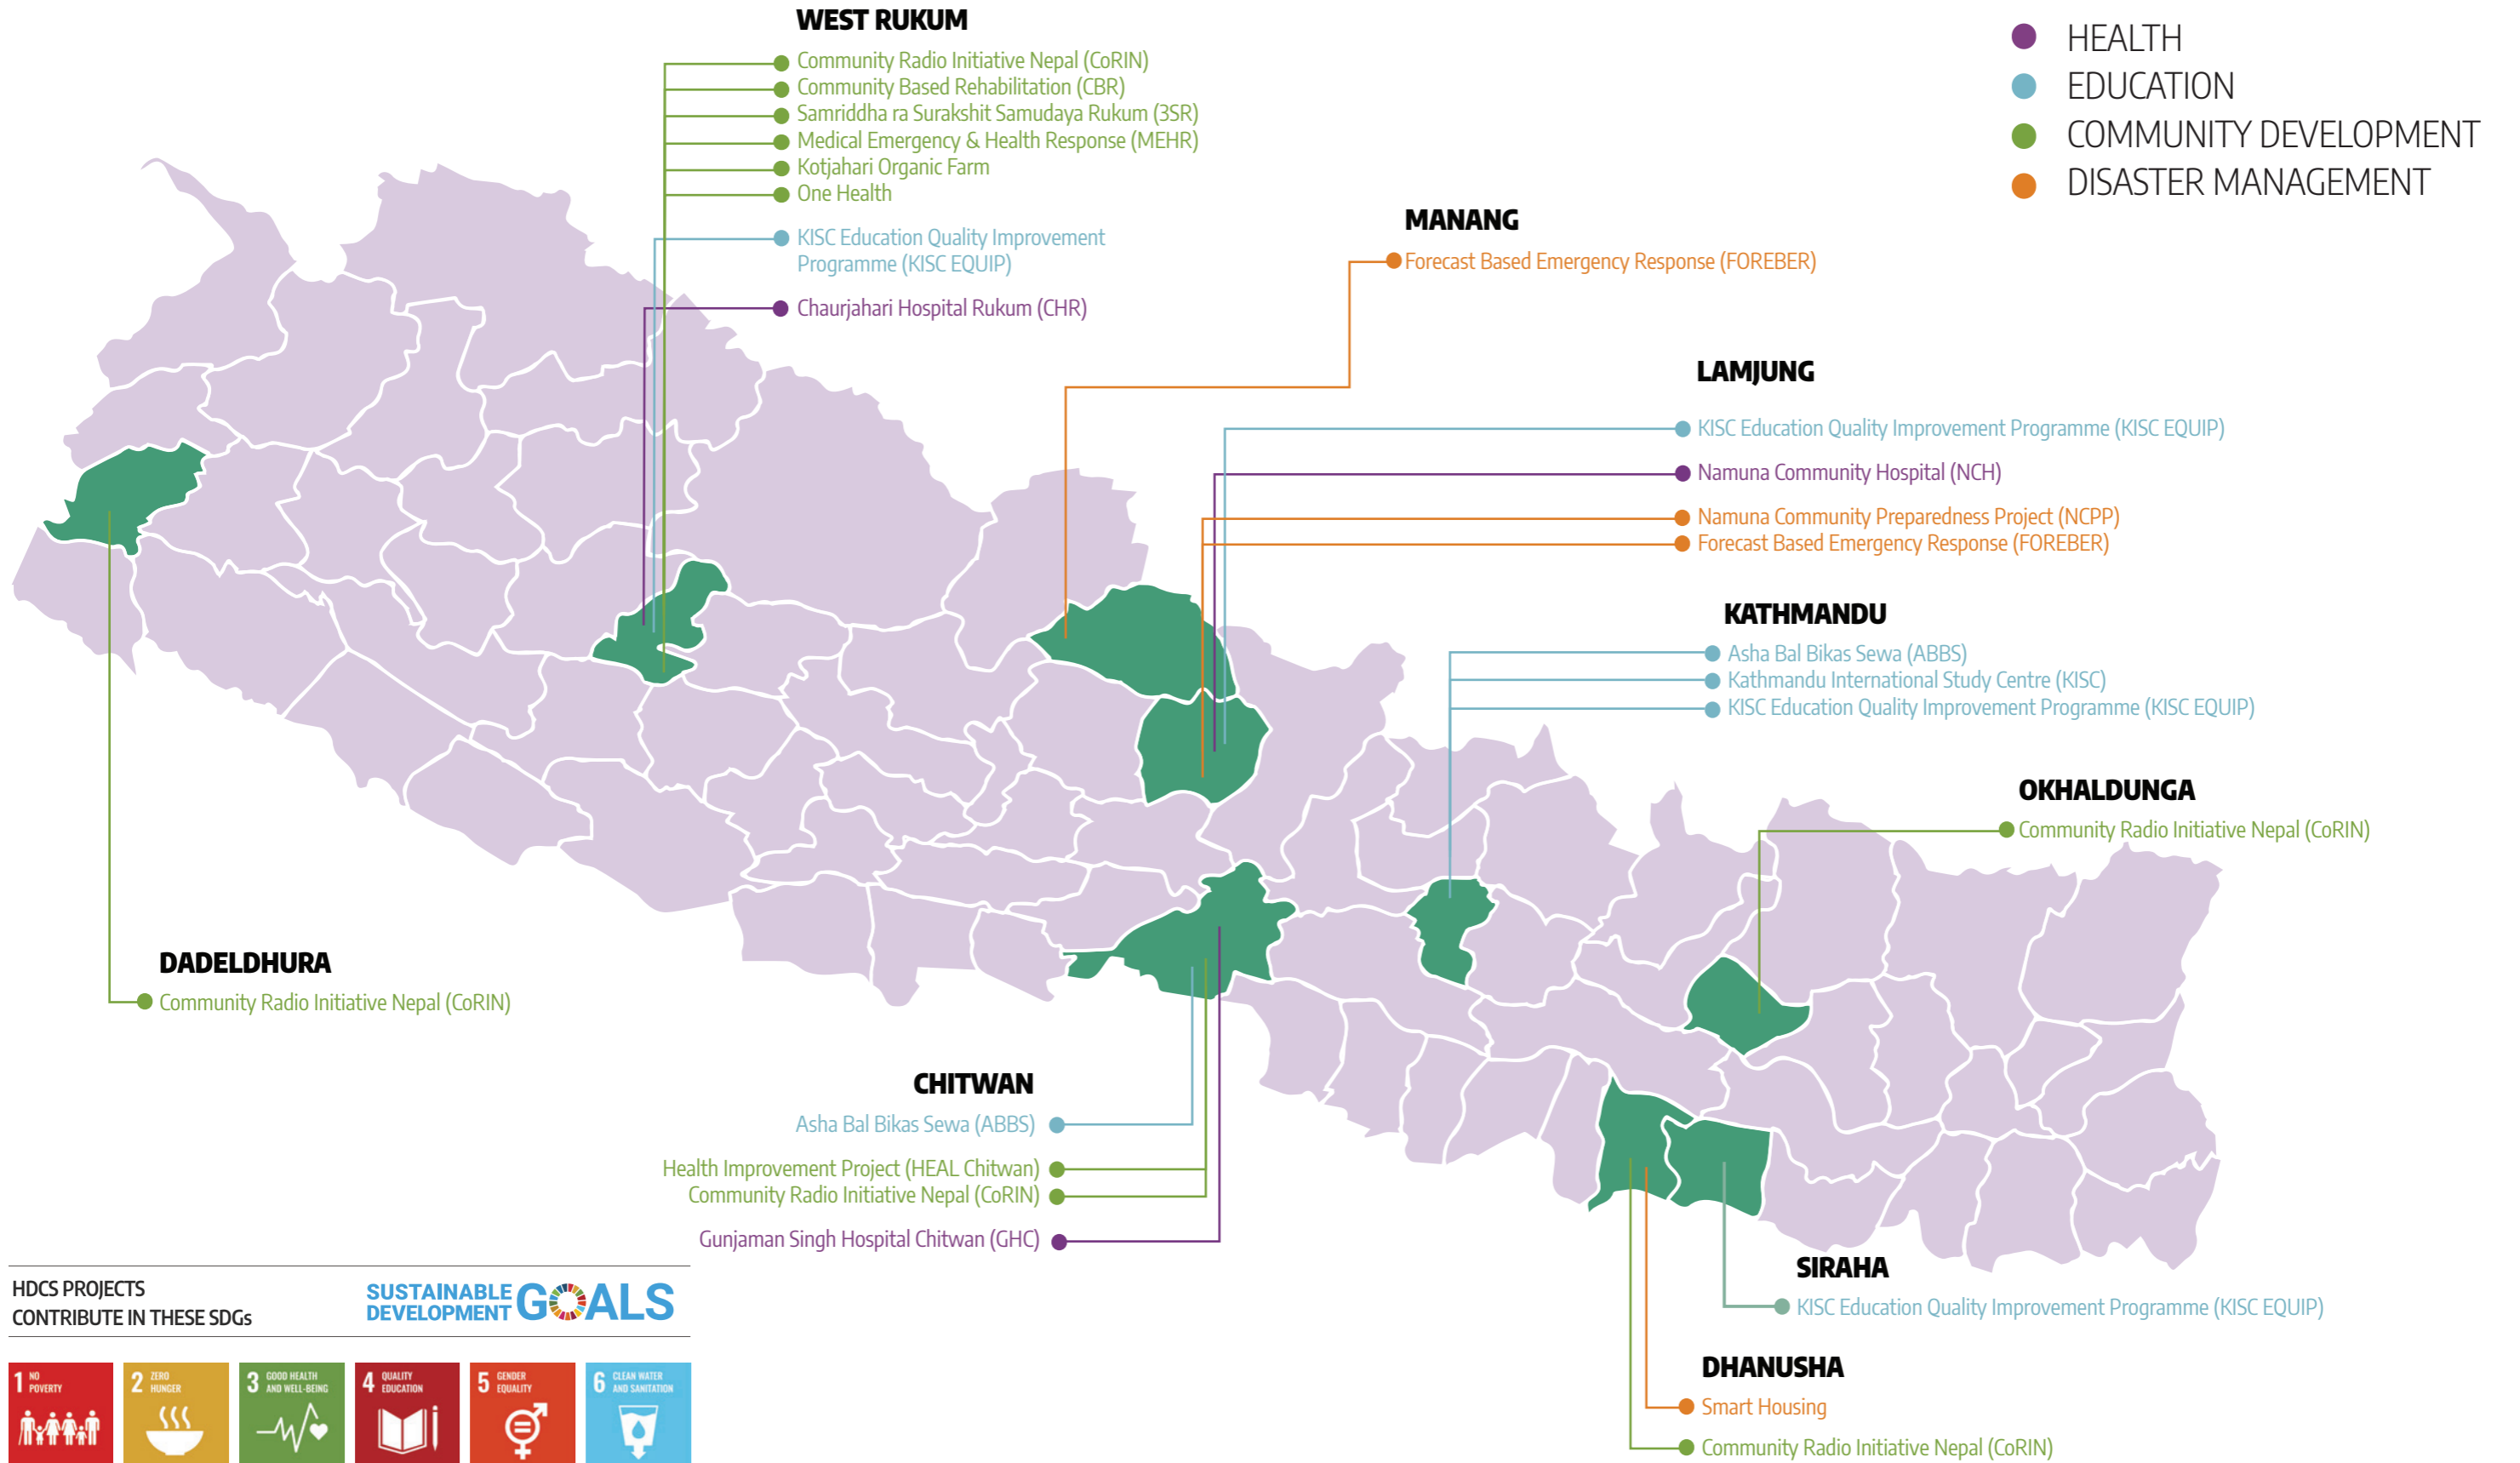 WEST RUKUM
Community Radio Initiative Nepal (CoRIN)
Community Based Rehabilitation (CBR)
Samriddha ra Surakshit Samudaya Rukum (3SR)
Medical Emergency & Health Response (MEHR)
Kotjahari Organic Farm
One Health
KISC Education Quality Improvement
Programme (KISC EQUIP)
Chaurjahari Hospital Rukum (CHR)
HEALTH
EDUCATION
COMMUNITY DEVELOPMENT
DISASTER MANAGEMENT
MANANG
Forecast Based Emergency Response (FOREBER)
LAMJUNG
KISC Education Quality Improvement Programme (KISC EQUIP)
Namuna Community Hospital (NCH)
Namuna Community Preparedness Project (NCPP)
Forecast Based Emergency Response (FOREBER)
KATHMANDU
Asha Bal Bikas Sewa (ABBS)
Kathmandu International Study Centre (KISC)
KISC Education Quality Improvement Programme (KISC EQUIP)
OKHALDUNGA
Community Radio Initiative Nepal (CoRIN)
DADELDHURA
Community Radio Initiative Nepal (CoRIN)
CHITWAN
Asha Bal Bikas Sewa (ABBS)
Health Improvement Project (HEAL Chitwan)
Community Radio Initiative Nepal (CoRIN)
Gunjaman Singh Hospital Chitwan (GHC)
SIRAHA
KISC Education Quality Improvement Programme (KISC EQUIP)
DHANUSHA
Smart Housing
Community Radio Initiative Nepal (CoRIN)
HDCS PROJECTS
CONTRIBUTE IN THESE SDGs
SUSTAINABLE
DEVELOPMENT GOALS
1 NO
POVERTY
2 ZERO
HUNGER
3 GOOD HEALTH
AND WELL-BEING
4 QUALITY
EDUCATION
5 GENDER
EQUALITY
6 CLEAN WATER
AND SANITATION